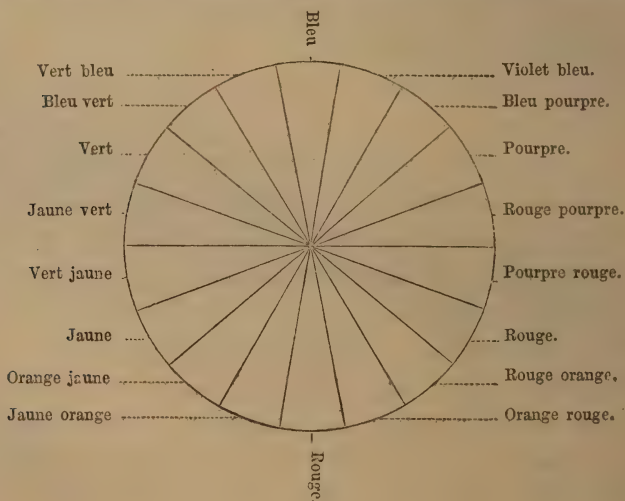 Bleu
Vert bleu
Violet bleu.
Bleu vert
Bleu pourpre.
Vert
Pourpre.
Jaune vert
Rouge pourpre.
Vert jaune
Pourpre rouge.
Jaune
Rouge.
Orange jaune
Rouge orange.
Jaune orange
Orange rouge.
Rouge